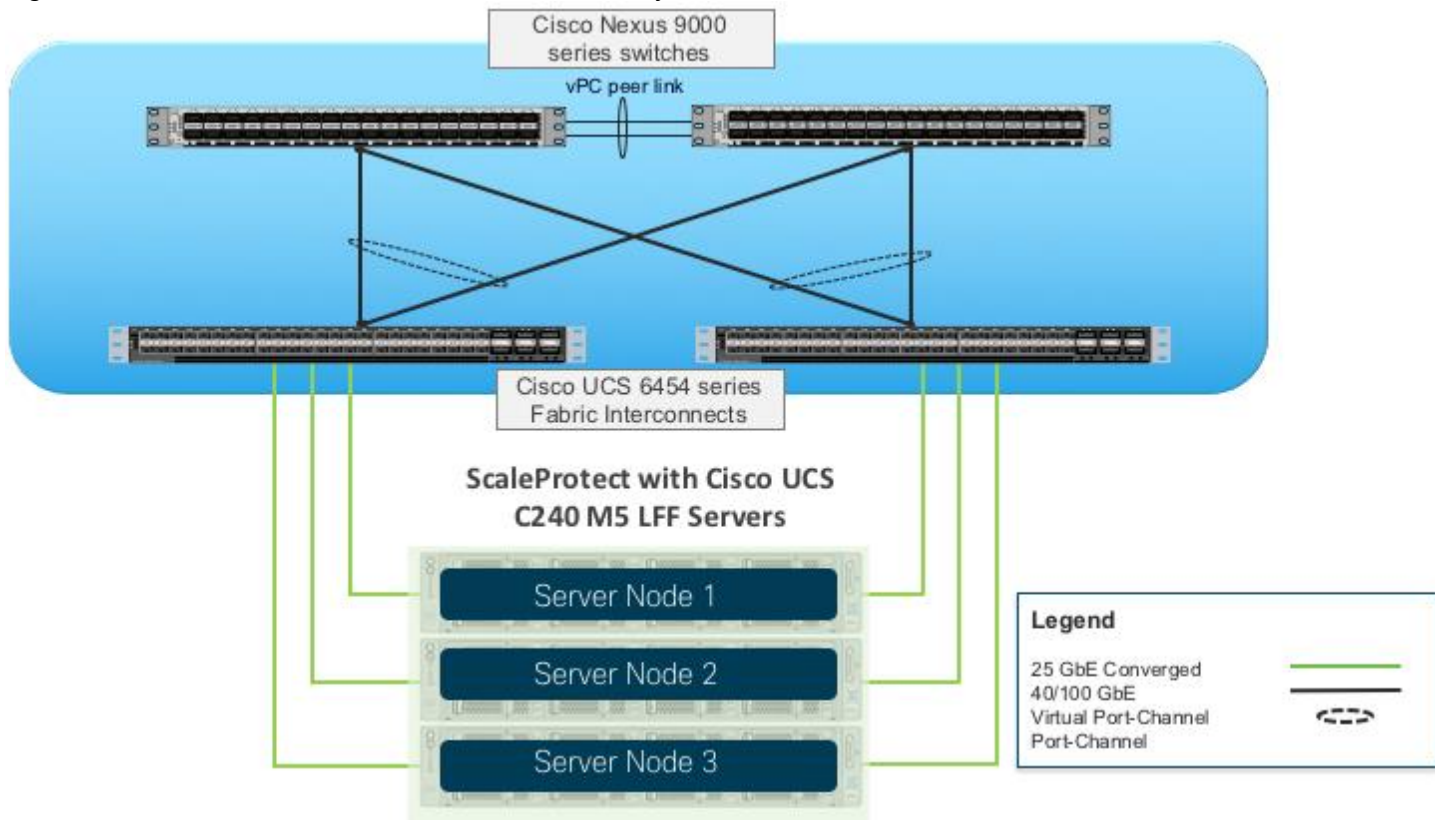 Cisco Nexus 9000
series switches
vPC peer link
Cisco UCS 6454 series
Fabric Interconnects
ScaleProtect with Cisco UCS
C240 M5 LFF Servers
Server Node 1
Server Node 2
Server Node 3
Legend
25 GbE Converged
40/100 GbE
Virtual Port-Channel
Port-Channel